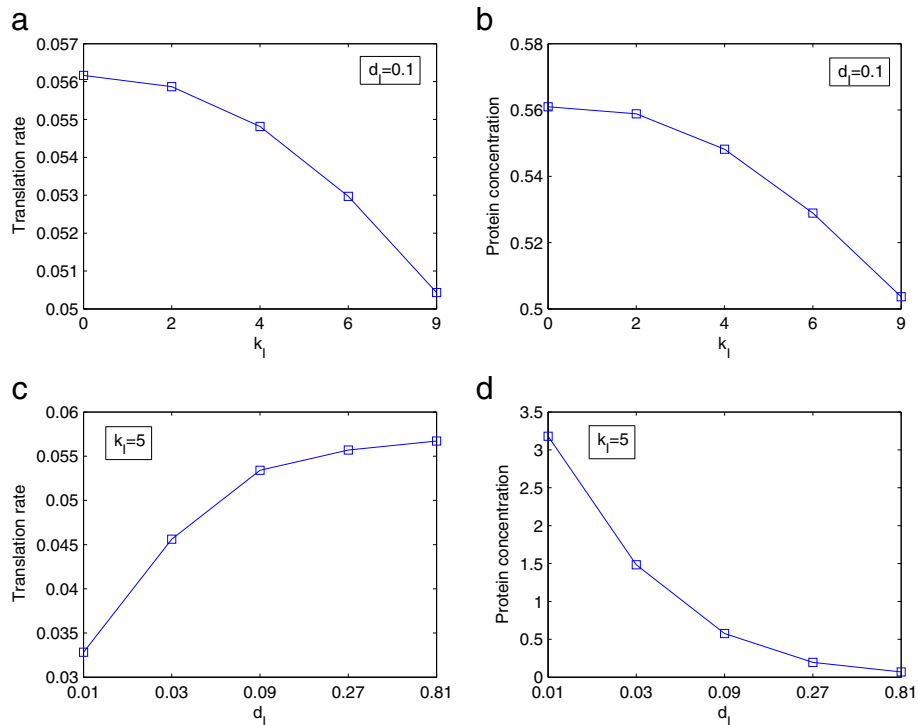 a
Translation rate
0.057
0.056
0.055
0.054
0.053
0.052
0.051
0.05
d_l=0.1
0 2 4 6 9
k_l
b
Protein concentration
0.58
0.56
0.54
0.52
0.5
d_l=0.1
0 2 4 6 9
k_l
c
Translation rate
0.06
0.055
0.05
0.045
0.04
0.035
0.03
k_l=5
0.01 0.03 0.09 0.27 0.81
d_l
d
Protein concentration
3.5
3
2.5
2
1.5
1
0.5
0
k_l=5
0.01 0.03 0.09 0.27 0.81
d_l